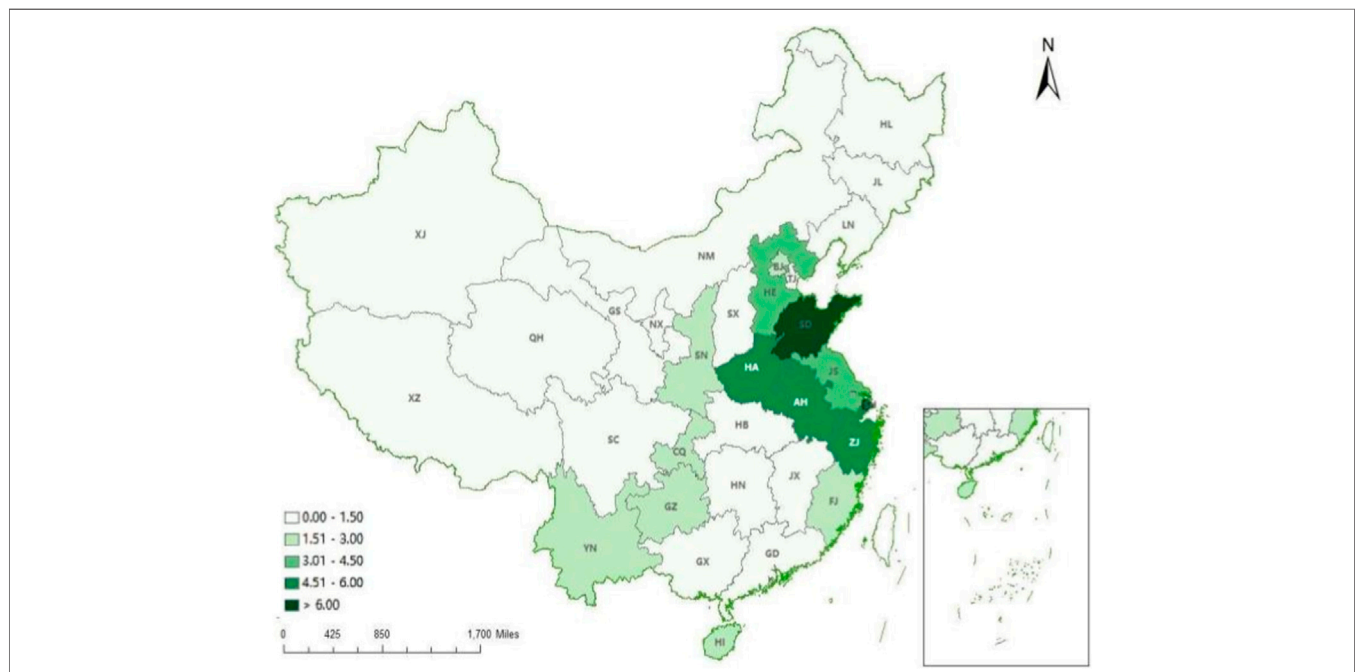 N
HL
JL
LN
XJ
NM
BJ
TJ
HE
SX
SD
GS
NX
QH
SN
HA
JS
XZ
AH
HB
ZJ
SC
CQ
HN
JX
FJ
GZ
YN
GX
GD
HI
0.00 - 1.50
1.51 - 3.00
3.01 - 4.50
4.51 - 6.00
> 6.00
0 425 850 1,700 Miles